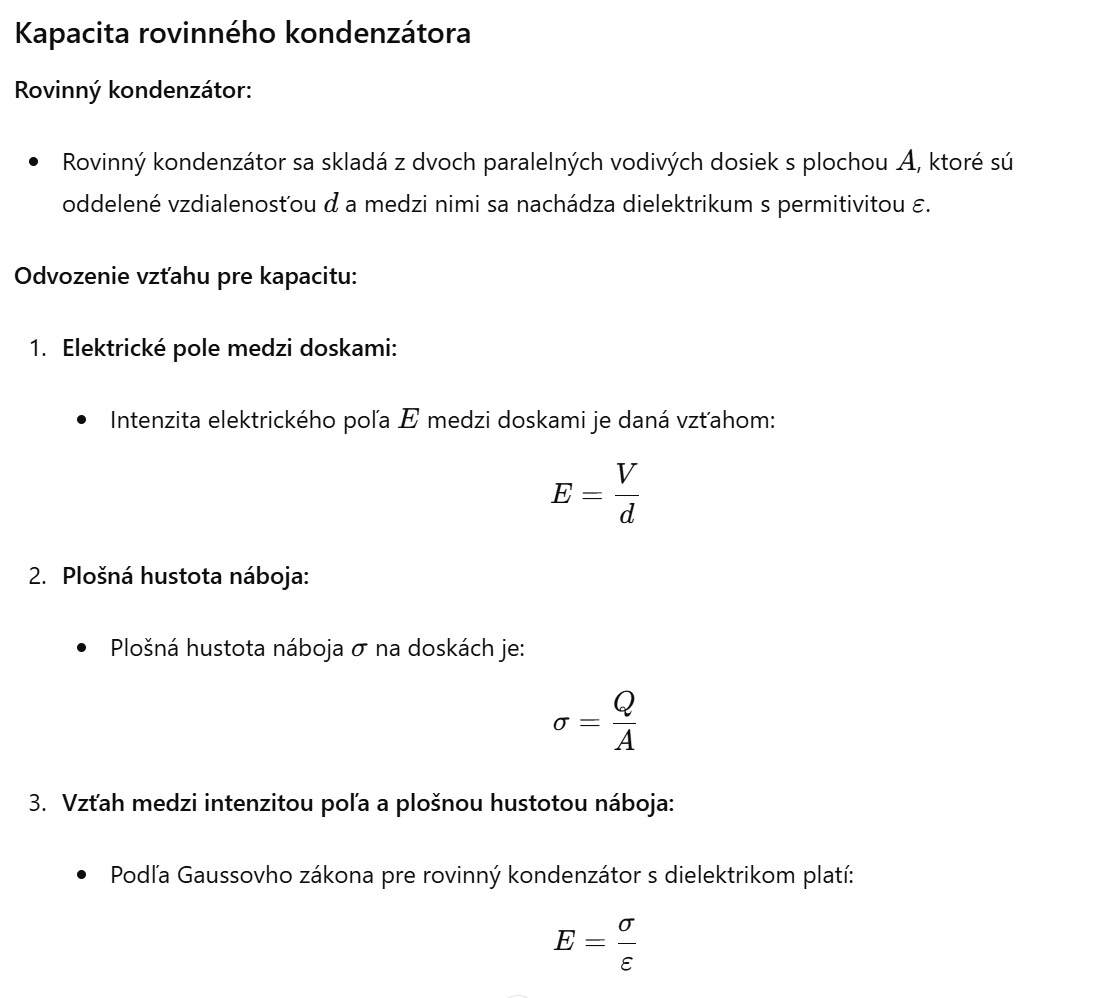 Kapacita rovinného kondenzátora
Rovinný kondenzátor:
• Rovinný kondenzátor sa skladá z dvoch paralelných vodivých dosiek s plochou A, ktoré sú
oddelené vzdialenosťou d a medzi nimi sa nachádza dielektrikum s permitivitou ε.
Odvozenie vzťahu pre kapacitu:
1. Elektrické pole medzi doskami:
• Intenzita elektrického poľa E medzi doskami je daná vzťahom:
E = V/d
2. Plošná hustota náboja:
• Plošná hustota náboja σ na doskách je:
σ = Q/A
3. Vzťah medzi intenzitou poľa a plošnou hustotou náboja:
• Podľa Gaussovho zákona pre rovinný kondenzátor s dielektrikom platí:
E = σ/ε